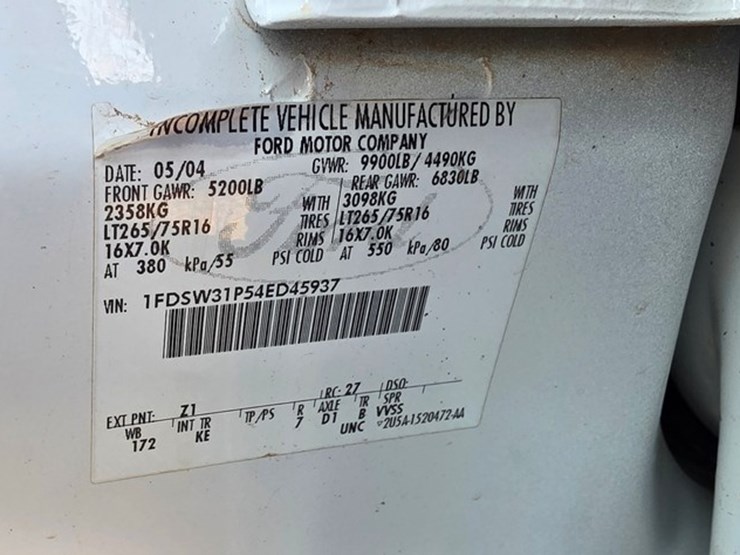 INCOMPLETE VEHICLE MANUFACTURED BY
FORD MOTOR COMPANY
DATE: 05/04 GVWR: 9900LB/ 4490KG
FRONT GAWR: 5200LB REAR GAWR: 6830LB
2358KG WITH 3098KG WITH
LT265/75R16 TIRES LT265/75R16 TIRES
16X7.0K RIMS 16X7.0K RIMS
AT 380 kPa/55 PSI COLD AT 550 kPa/80 PSI COLD
VIN: 1FDSW31P54ED45937
EXT PNT: Z1 RC: 27 DSO:
WB INT TR TP/PS R AXLE TR SPR
172 KE 7 D1 B VVSS
UNC 2U5A-1520472-AA
Ford